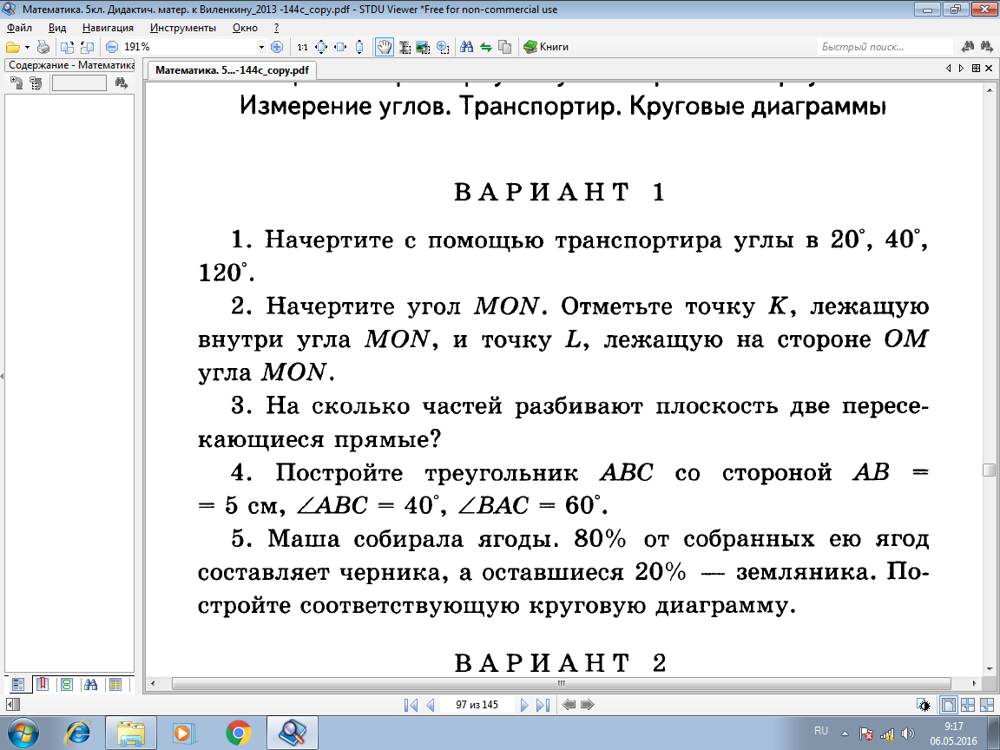 Математика. 5кл. Дидактич. матер. к Виленкину_2013 -144с_copy.pdf - STDU Viewer *Free for non-commercial use
Файл Вид Навигация Инструменты Окно ?
191% 1:1 Книги Быстрый поиск...
Содержание - Математика
Математика. 5...-144с_copy.pdf
Измерение углов. Транспортир. Круговые диаграммы
ВАРИАНТ 1
1. Начертите с помощью транспортира углы в 20°, 40°,
120°.
2. Начертите угол MON. Отметьте точку K, лежащую
внутри угла MON, и точку L, лежащую на стороне OM
угла MON.
3. На сколько частей разбивают плоскость две пересе-
кающиеся прямые?
4. Постройте треугольник ABC со стороной AB =
= 5 см, ∠ABC = 40°, ∠BAC = 60°.
5. Маша собирала ягоды. 80% от собранных ею ягод
составляет черника, а оставшиеся 20% — земляника. По-
стройте соответствующую круговую диаграмму.
ВАРИАНТ 2
97 из 145
RU 9:17
06.05.2016